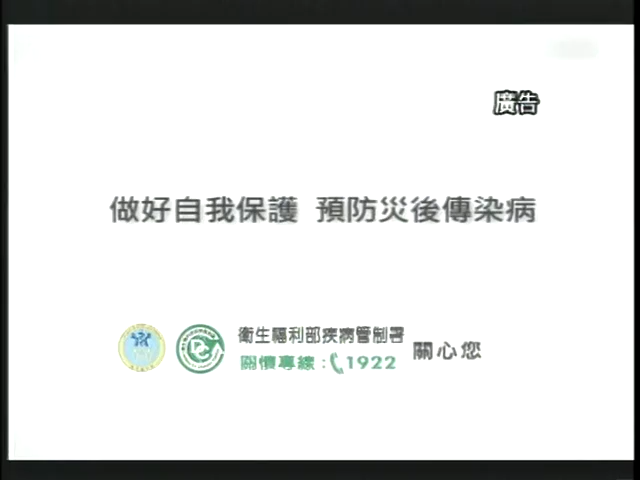 廣告
做好自我保護 預防災後傳染病
衛生福利部疾病管制署
關懷專線：1922
關心您